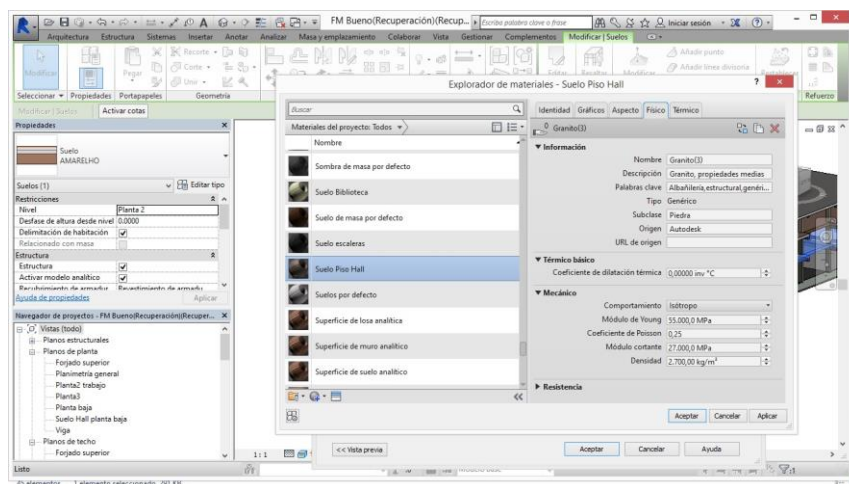 FM Bueno(Recuperación)(Recup...
Escriba palabra clave o frase
Iniciar sesión
Arquitectura Estructura Sistemas Insertar Anotar Analizar Masa y emplazamiento Colaborar Vista Gestionar Complementos Modificar | Suelos
Modificar
Pegar
Recorte
Corte
Unir
Editar
Resaltar
Modificar
Añadir punto
Añadir línea divisoria
Seleccionar Propiedades Portapapeles Geometría
Refuerzo
Modificar | Suelos Activar cotas
Propiedades
Suelo
AMARELHO
Suelos (1) Editar tipo
Restricciones
Nivel Planta 2
Desfase de altura desde nivel 0.0000
Delimitación de habitación
Relacionado con masa
Estructura
Estructura
Activar modelo analítico
Ayuda de propiedades Aplicar
Navegador de proyectos - FM Bueno(Recuperación)(Recuper...
Vistas (todo)
Planos estructurales
Planos de planta
Forjado superior
Planimetría general
Planta2 trabajo
Planta3
Planta baja
Suelo Hall planta baja
Viga
Planos de techo
Forjado superior
Explorador de materiales - Suelo Piso Hall
Buscar
Materiales del proyecto: Todos
Nombre
Sombra de masa por defecto
Suelo Biblioteca
Suelo de masa por defecto
Suelo escaleras
Suelo Piso Hall
Suelos por defecto
Superficie de losa analítica
Superficie de muro analítico
Superficie de suelo analítico
Identidad Gráficos Aspecto Físico Térmico
0 Granito(3)
Información
Nombre Granito(3)
Descripción Granito, propiedades medias
Palabras clave Albañilería,estructural,genéri...
Tipo Genérico
Subclase Piedra
Origen Autodesk
URL de origen
Térmico básico
Coeficiente de dilatación térmica 0,00000 inv °C
Mecánico
Comportamiento Isótropo
Módulo de Young 55.000,0 MPa
Coeficiente de Poisson 0,25
Módulo cortante 27.000,0 MPa
Densidad 2.700,00 kg/m³
Resistencia
Aceptar Cancelar Aplicar
<< Vista previa Aceptar Cancelar Ayuda
1:1
Listo
Modelo base
:1